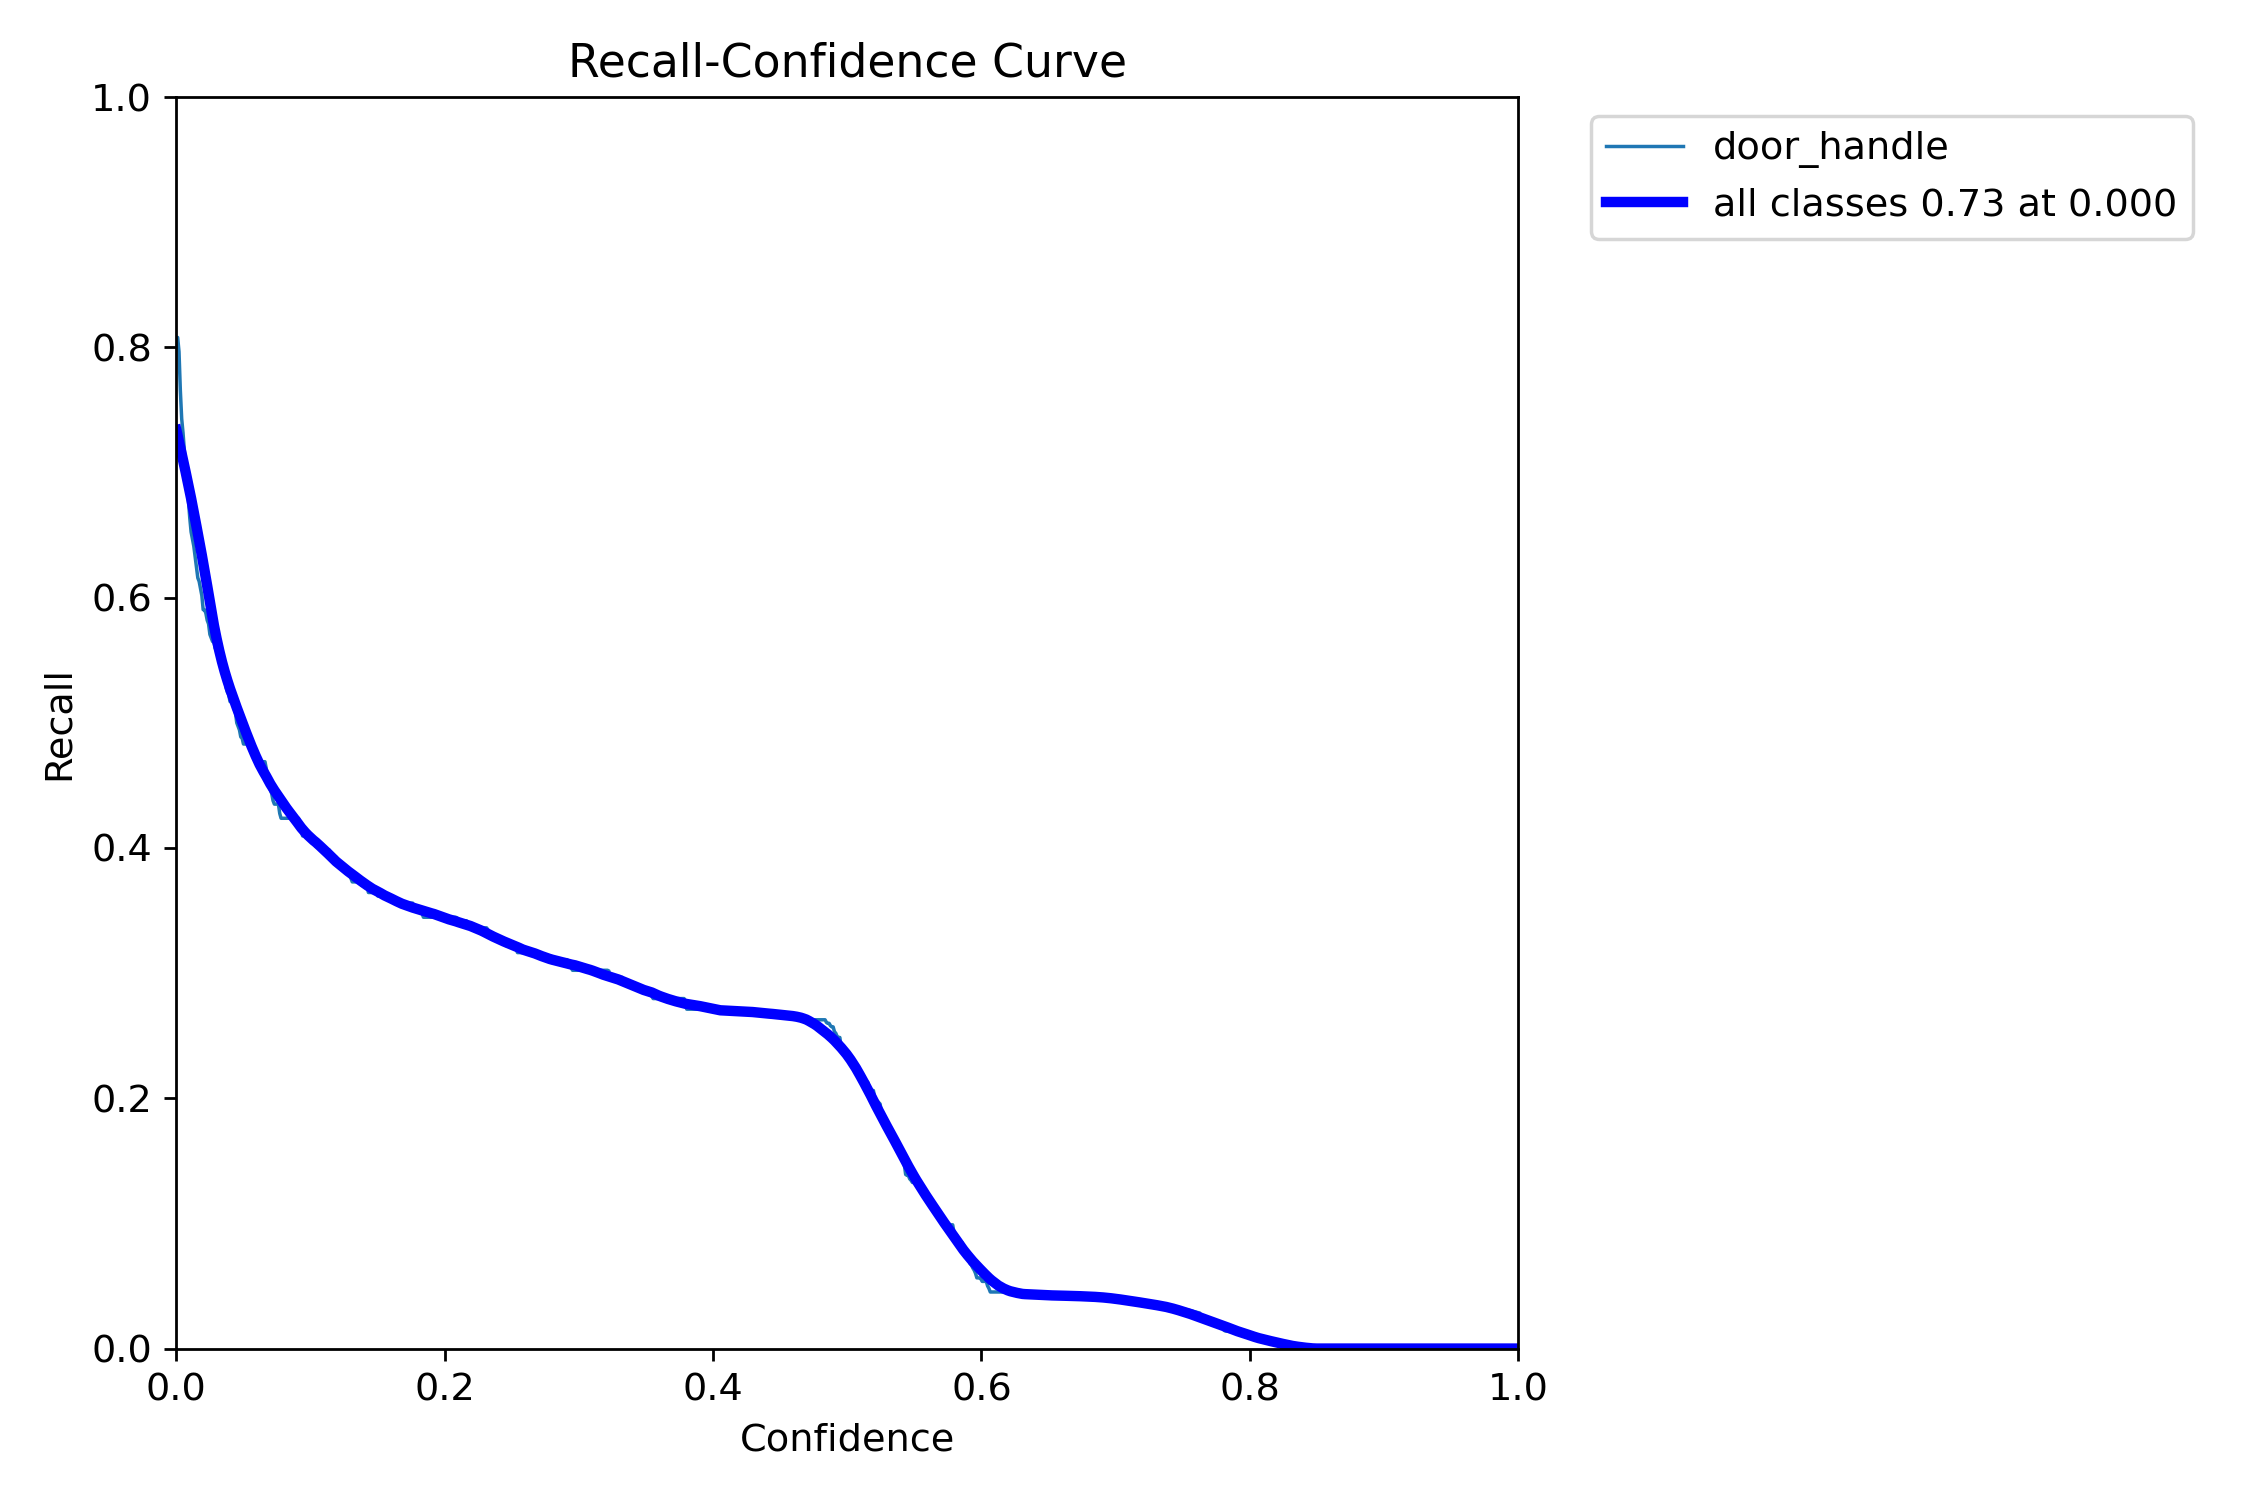 Recall-Confidence Curve
1.0
0.8
0.6
0.4
0.2
0.0
Recall
0.0 0.2 0.4 0.6 0.8 1.0
Confidence
door_handle
all classes 0.73 at 0.000